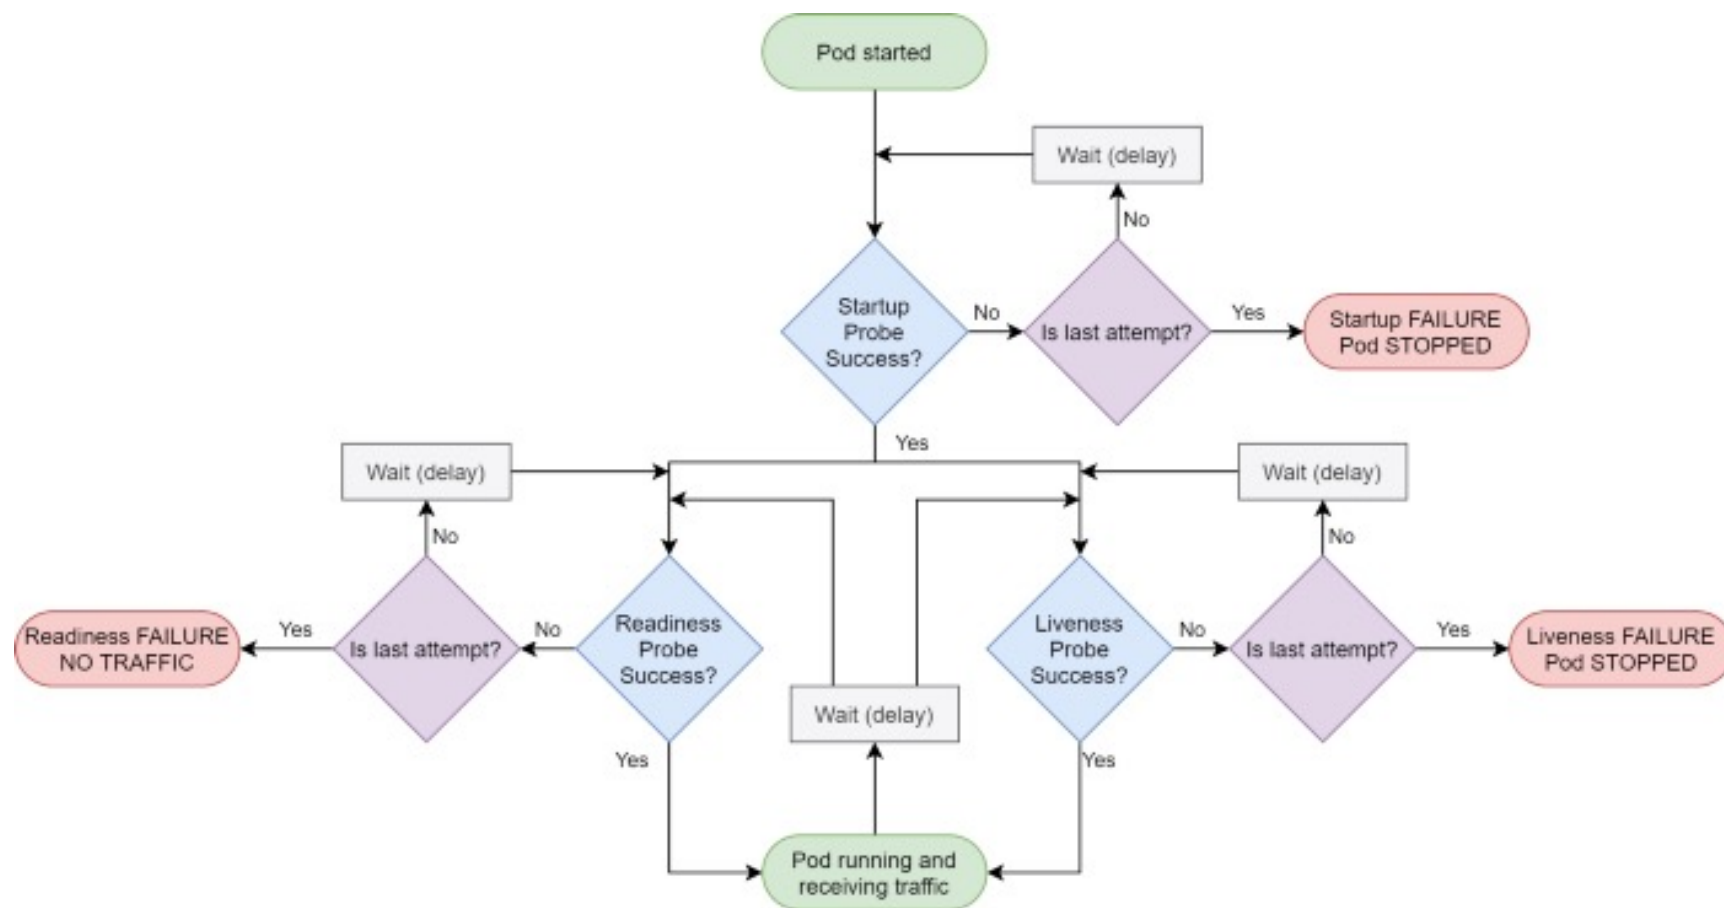 Pod started
Wait (delay)
No
Startup
Probe
Success?
No
Is last attempt?
Yes
Startup FAILURE
Pod STOPPED
Yes
Wait (delay)
Wait (delay)
No
No
Readiness FAILURE
NO TRAFFIC
Yes
Is last attempt?
No
Readiness
Probe
Success?
Liveness
Probe
Success?
No
Is last attempt?
Yes
Liveness FAILURE
Pod STOPPED
Wait (delay)
Yes
Yes
Pod running and
receiving traffic